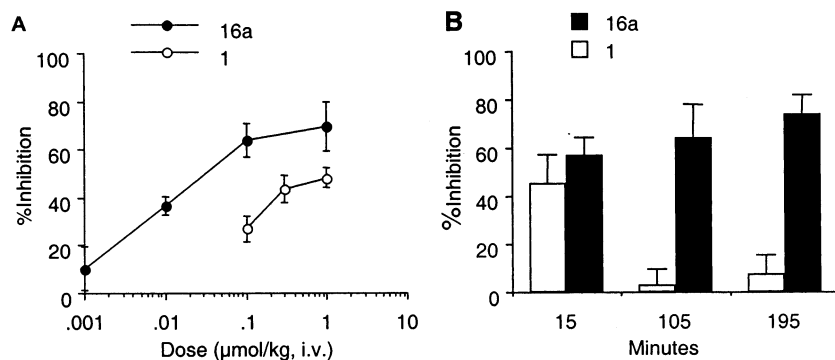 A
16a
1
%Inhibition
100
80
60
40
20
0
.001 .01 .1 1 10
Dose (μmol/kg, i.v.)
B
16a
1
%Inhibition
100
80
60
40
20
0
15 105 195
Minutes